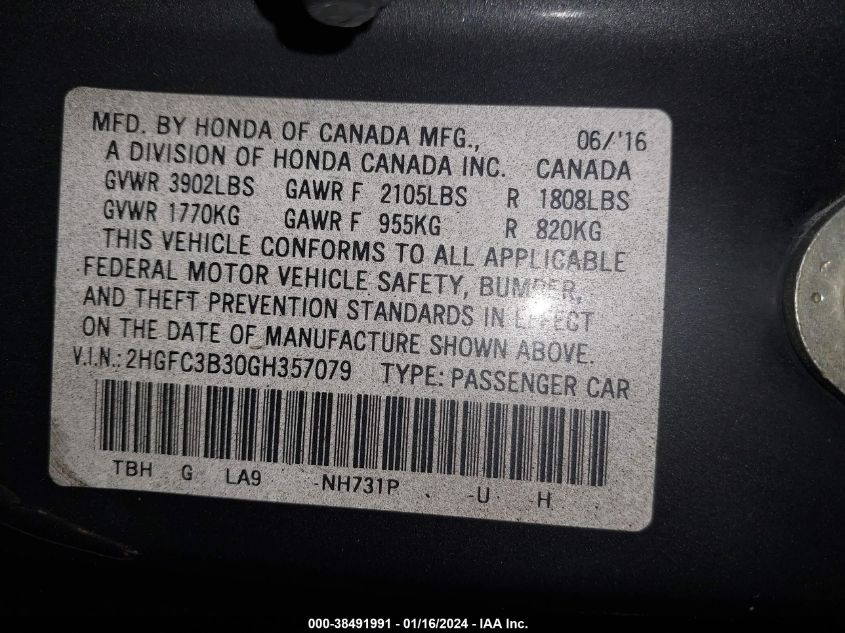 MFD. BY HONDA OF CANADA MFG., 06/'16
A DIVISION OF HONDA CANADA INC. CANADA
GVWR 3902LBS GAWR F 2105LBS R 1808LBS
GVWR 1770KG GAWR F 955KG R 820KG
THIS VEHICLE CONFORMS TO ALL APPLICABLE
FEDERAL MOTOR VEHICLE SAFETY, BUMPER,
AND THEFT PREVENTION STANDARDS IN EFFECT
ON THE DATE OF MANUFACTURE SHOWN ABOVE.
V.I.N.: 2HGFC3B30GH357079 TYPE: PASSENGER CAR
TBH G LA9 -NH731P -U H
000-38491991 - 01/16/2024 - IAA Inc.